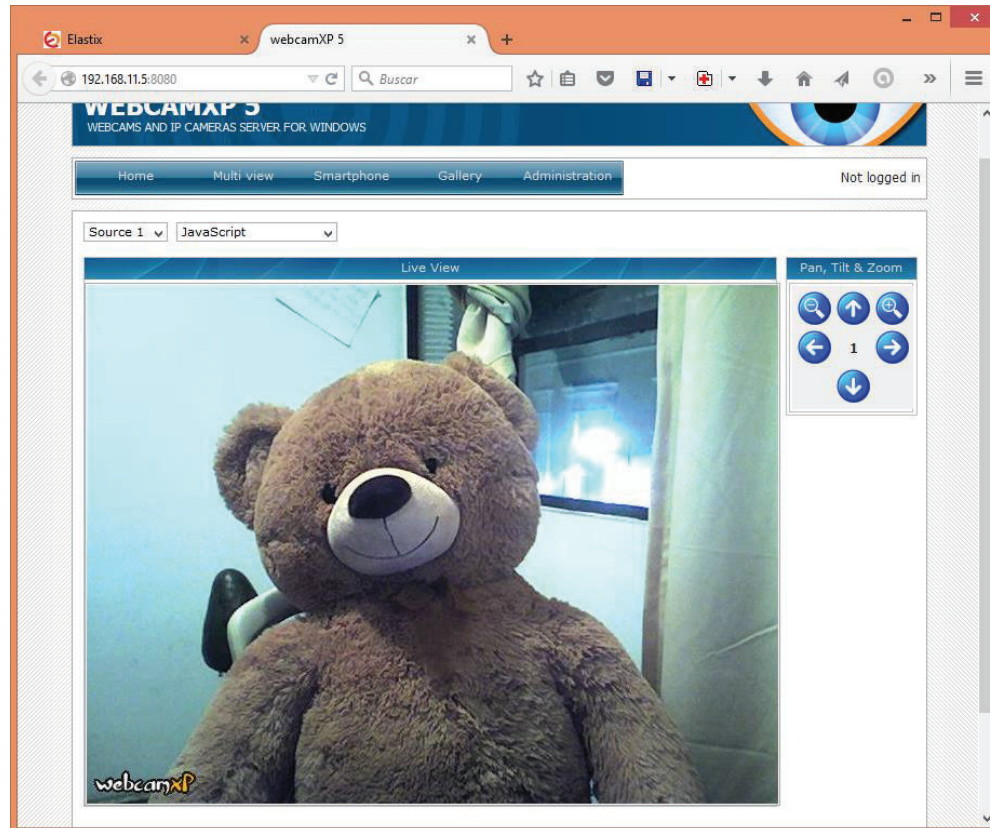 Elastix
webcamXP 5
192.168.11.5:8080
Buscar
WEBCAMXP 5
WEBCAMS AND IP CAMERAS SERVER FOR WINDOWS
Home Multi view Smartphone Gallery Administration
Not logged in
Source 1 JavaScript
Live View
Pan, Tilt & Zoom
1
webcamXP